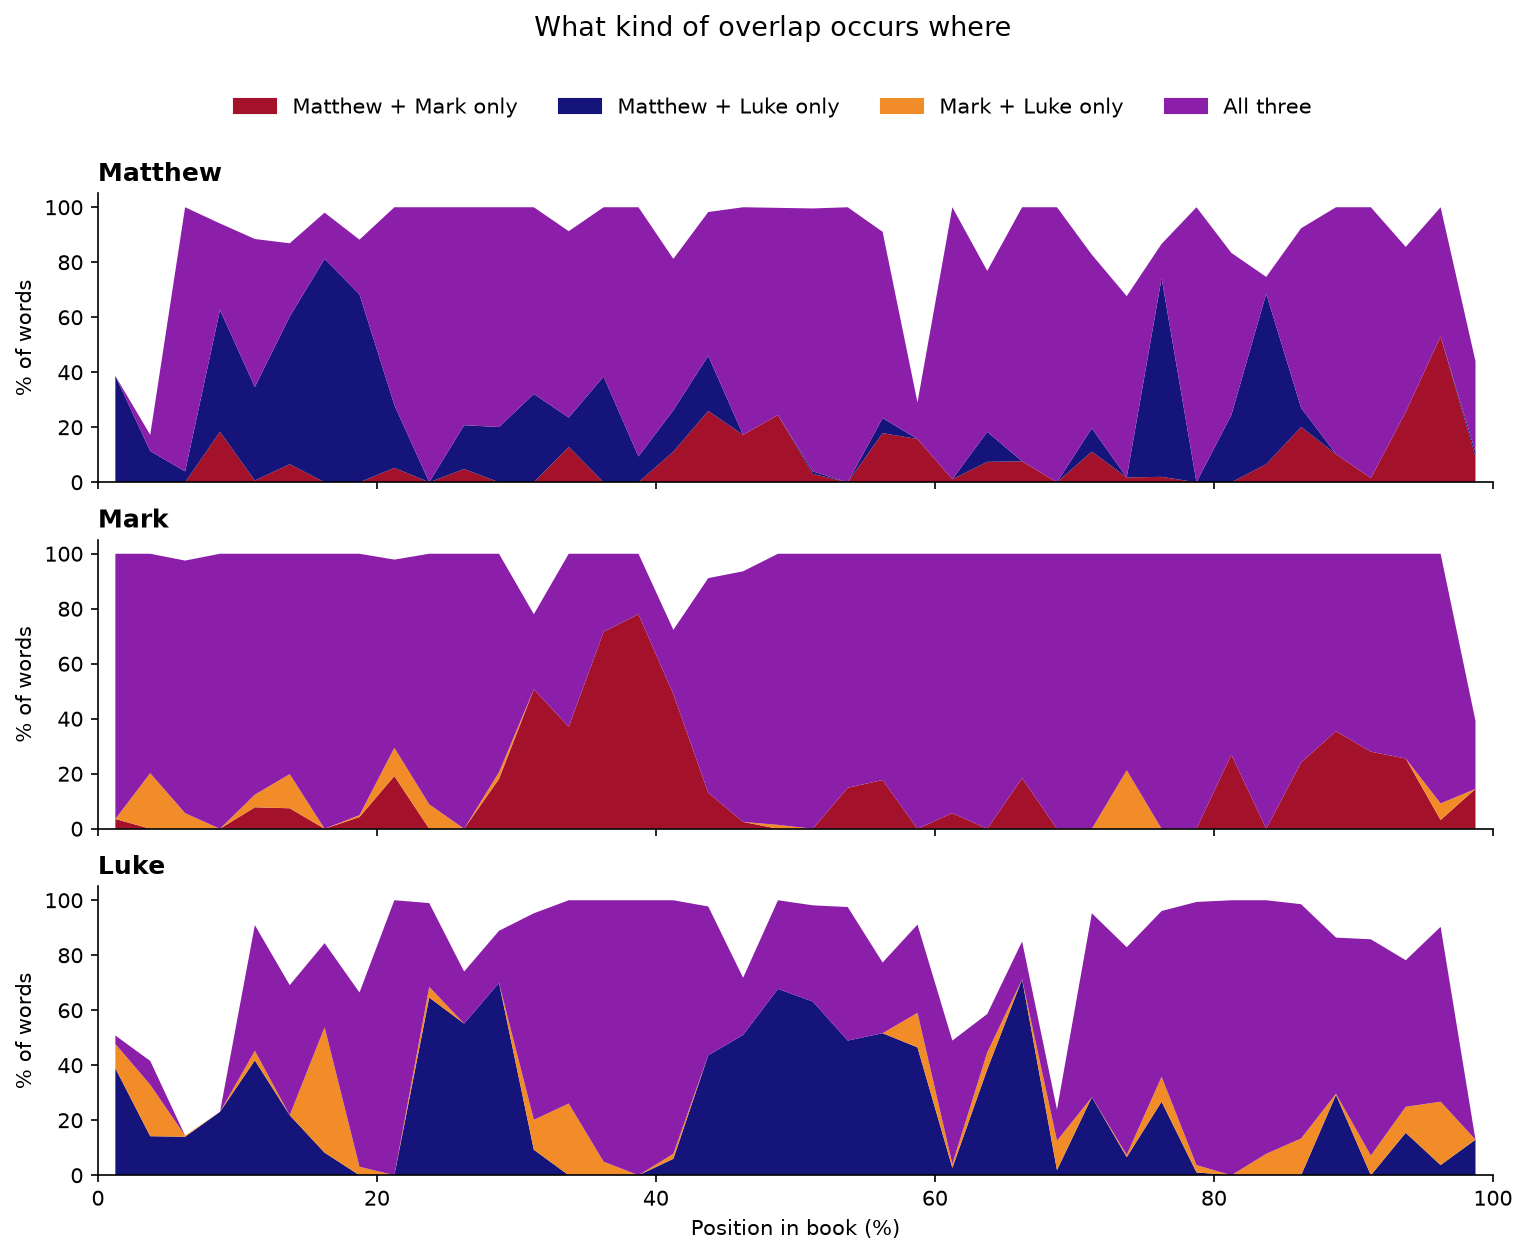 What kind of overlap occurs where
Matthew + Mark only Matthew + Luke only Mark + Luke only All three
Matthew
100
80
60
40
20
0
% of words
Mark
100
80
60
40
20
0
% of words
Luke
100
80
60
40
20
0
% of words
0 20 40 60 80 100
Position in book (%)